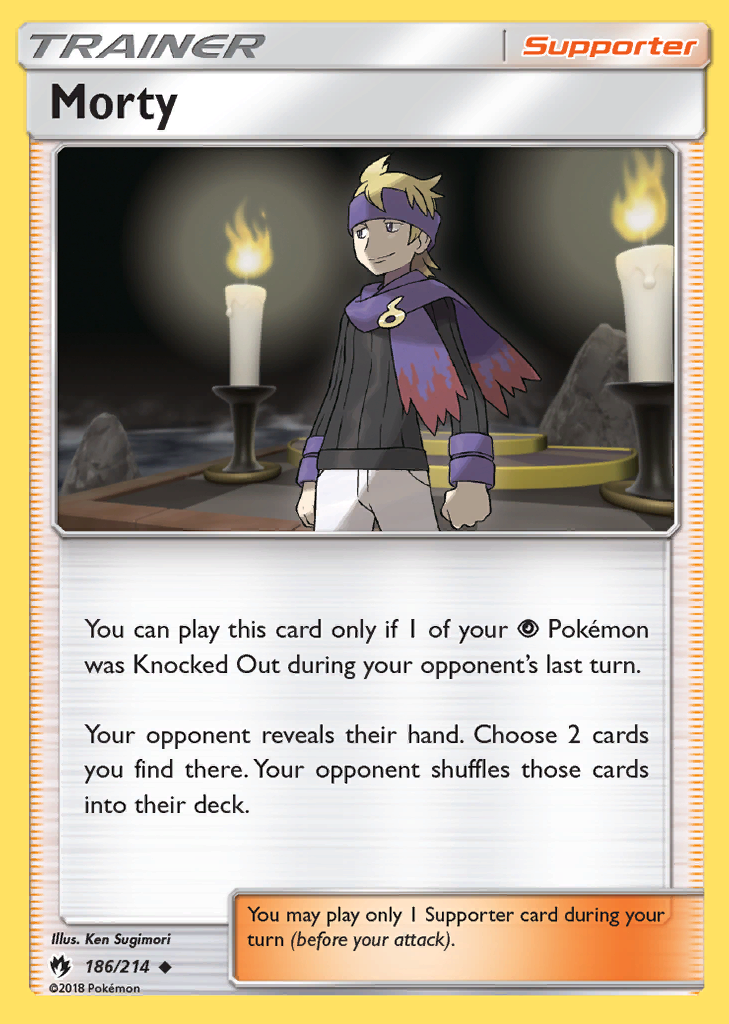 TRAINER
Supporter
Morty
You can play this card only if 1 of your Pokémon
was Knocked Out during your opponent's last turn.
Your opponent reveals their hand. Choose 2 cards
you find there. Your opponent shuffles those cards
into their deck.
You may play only 1 Supporter card during your
turn (before your attack).
Illus. Ken Sugimori
186/214
©2018 Pokémon